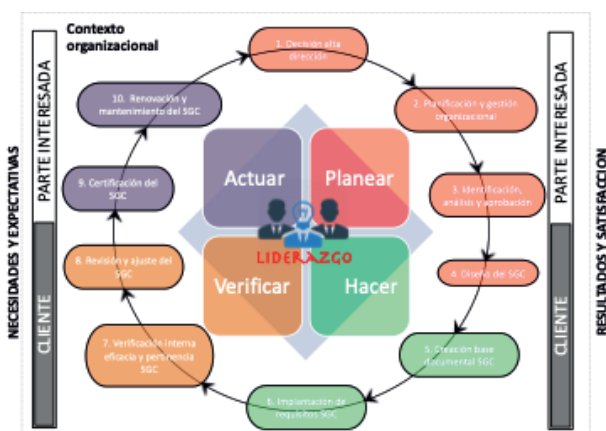 Contexto
organizacional
1. Decisión alta
dirección
2. Planificación y gestión
organizacional
3. Identificación,
análisis y aprobación
4. Diseño del SGC
5. Creación base
documental SGC
6. Implantación de
requisitos SGC
7. Verificación interna
eficacia y pertinencia
SGC
8. Revisión y ajuste del
SGC
9. Certificación del
SGC
10. Renovación y
mantenimiento del SGC
Actuar
Planear
LIDERAZGO
Verificar
Hacer
NECESIDADES Y EXPECTATIVAS
PARTE INTERESADA
CLIENTE
PARTE INTERESADA
CLIENTE
RESULTADOS Y SATISFACCION